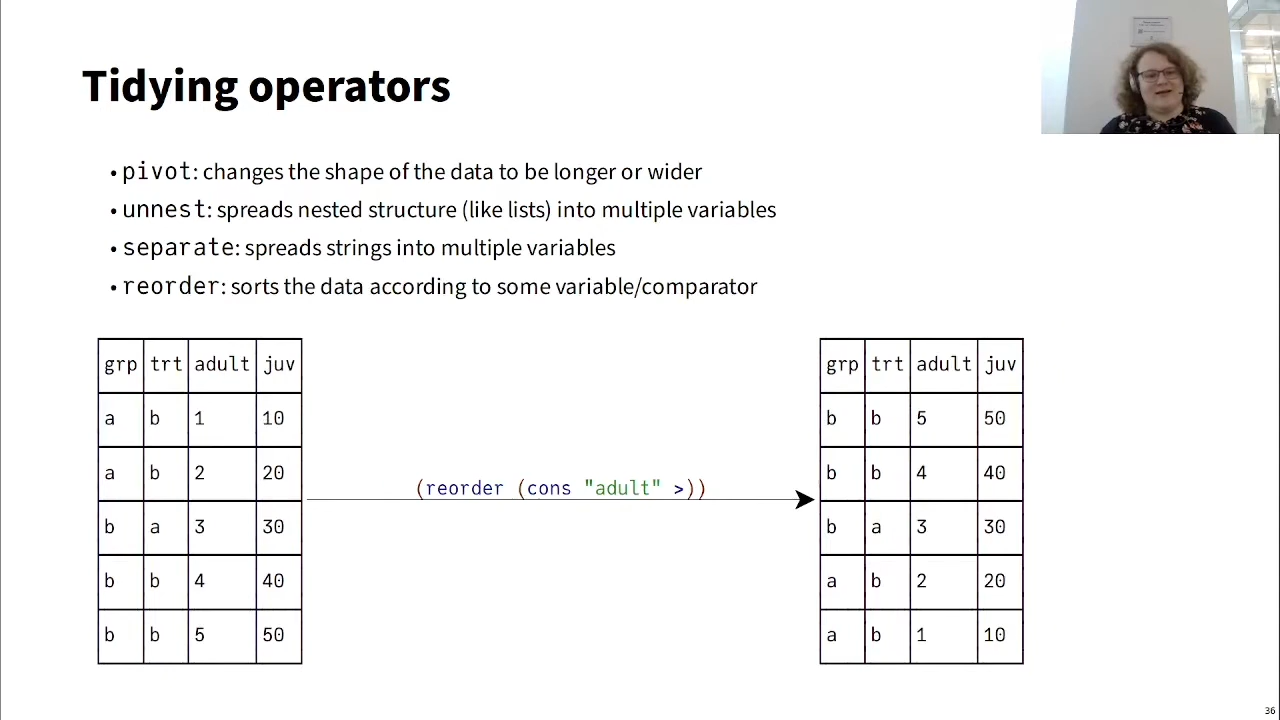 Tidying operators
• pivot: changes the shape of the data to be longer or wider
• unnest: spreads nested structure (like lists) into multiple variables
• separate: spreads strings into multiple variables
• reorder: sorts the data according to some variable/comparator
grp trt adult juv
a b 1 10
a b 2 20
b a 3 30
b b 4 40
b b 5 50
(reorder (cons "adult" >))
grp trt adult juv
b b 5 50
b b 4 40
b a 3 30
a b 2 20
a b 1 10
36